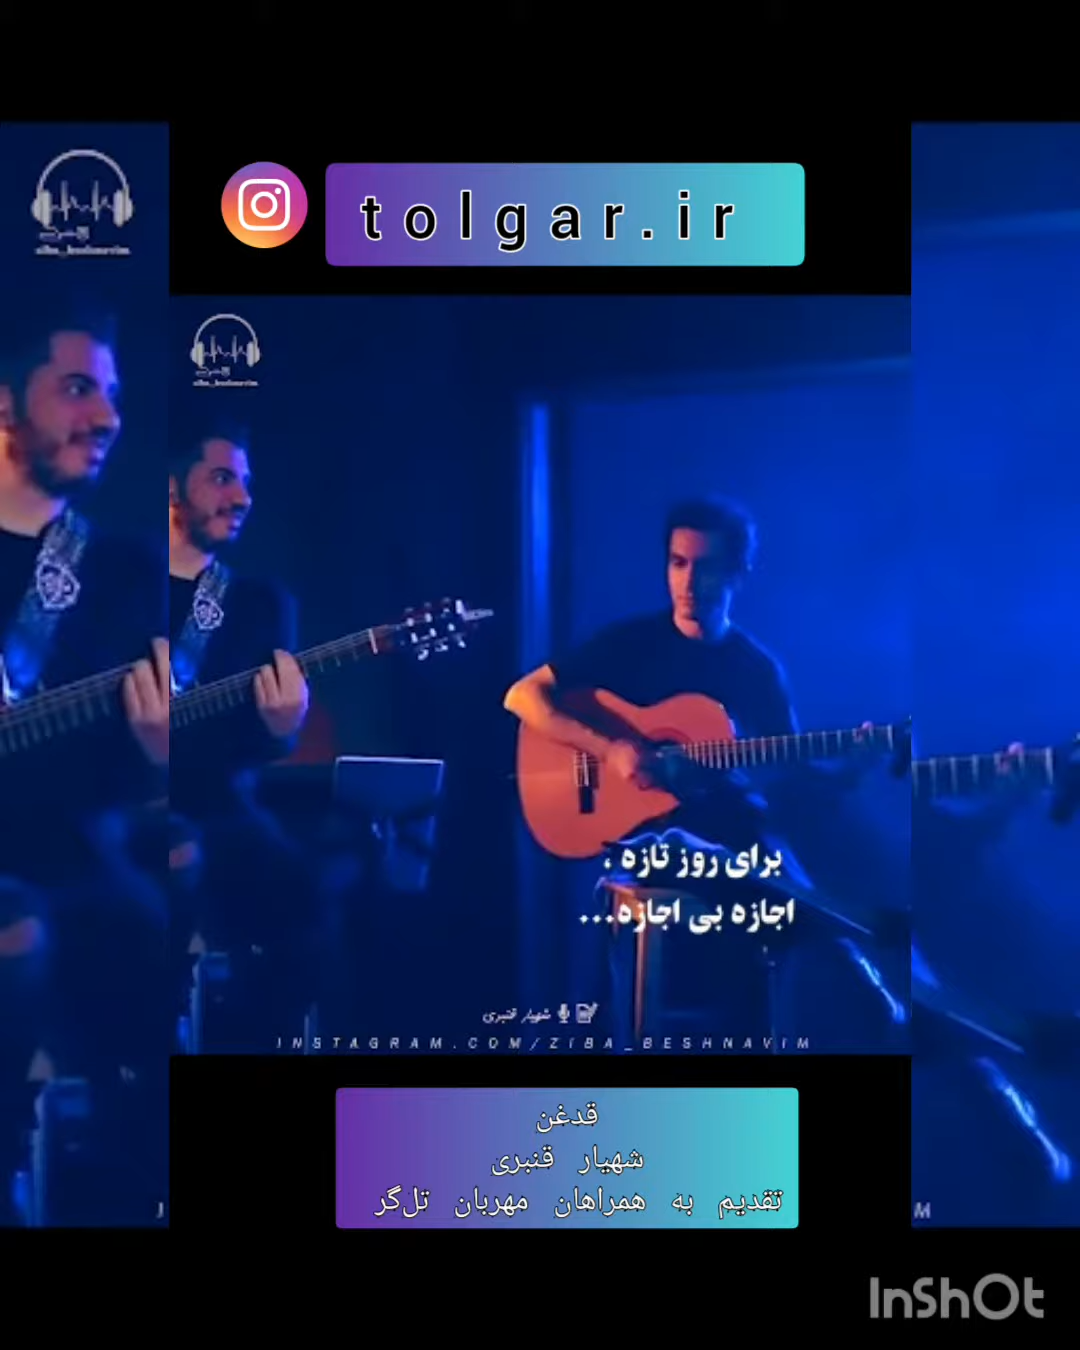 tolgar.ir
برای روز تازه ،
اجازه بی اجازه...
شهیار قنبری
INSTAGRAM.COM/ZIBA_BESHNAVIM
قدغن
شهیار قنبری
تقدیم به همراهان مهربان تل‌گر
InShOt